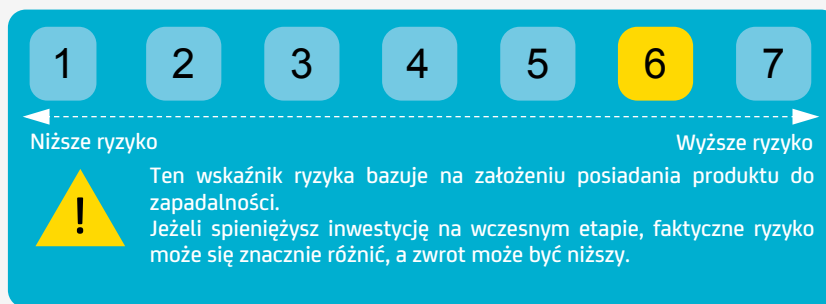 1 2 3 4 5 6 7
Niższe ryzyko Wyższe ryzyko
!
Ten wskaźnik ryzyka bazuje na założeniu posiadania produktu do
zapadalności.
Jeżeli spieniężysz inwestycję na wczesnym etapie, faktyczne ryzyko
może się znacznie różnić, a zwrot może być niższy.